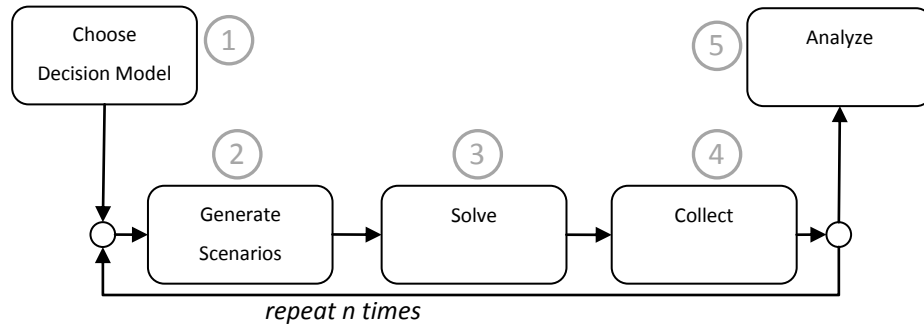 Choose
Decision Model
1
5
Analyze
2
3
4
Generate
Scenarios
Solve
Collect
repeat n times